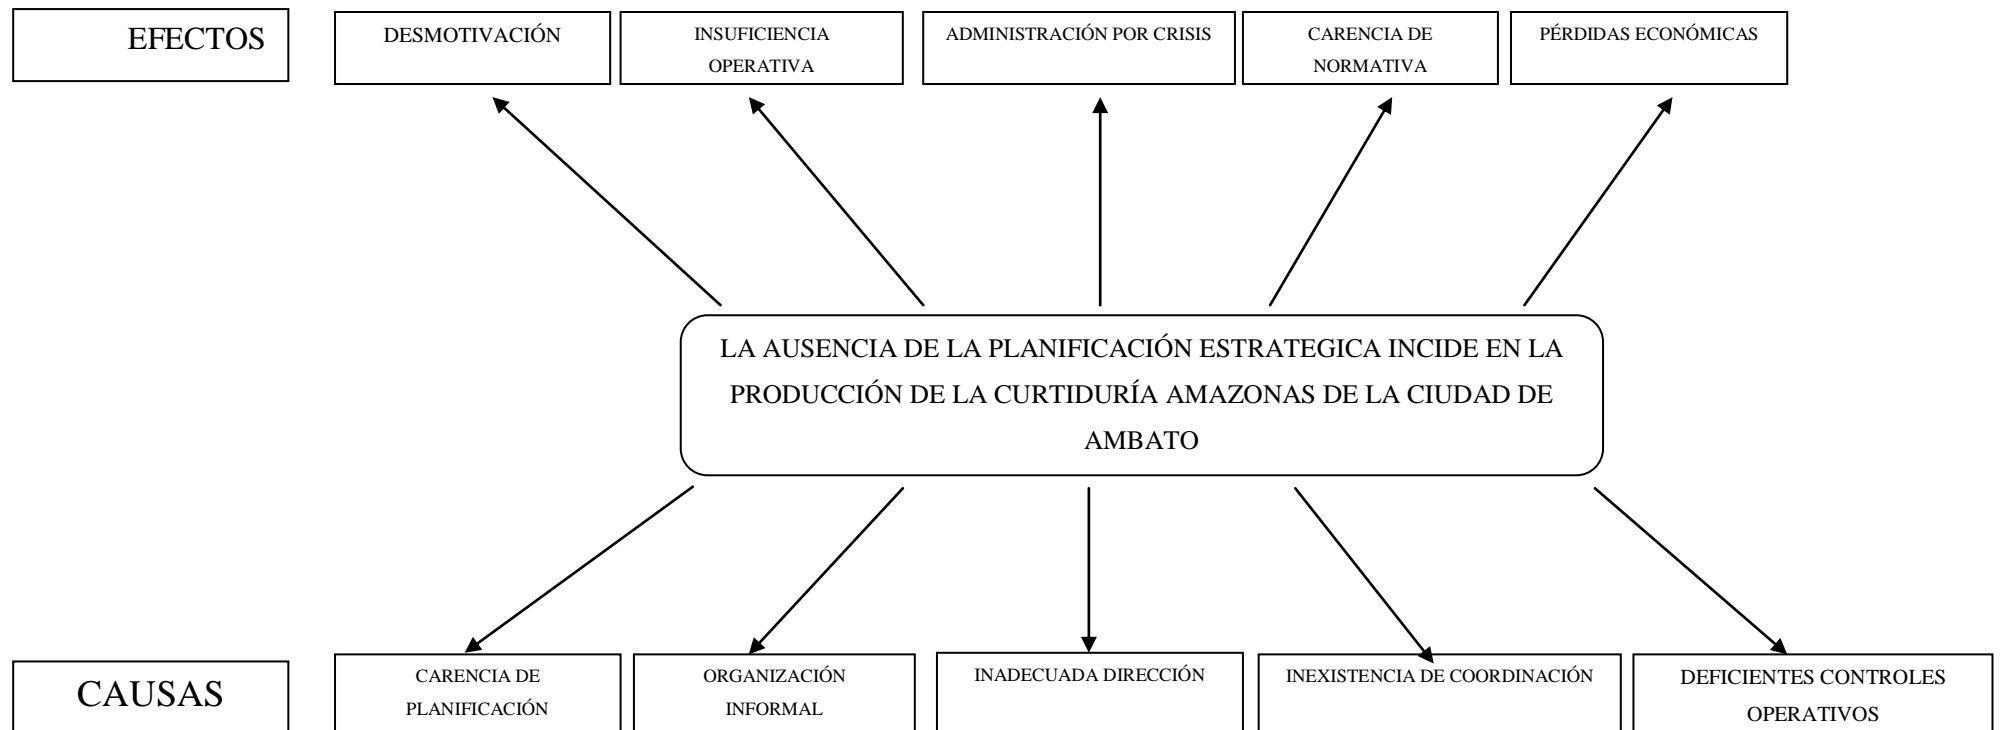 EFECTOS
DESMOTIVACIÓN
INSUFICIENCIA
OPERATIVA
ADMINISTRACIÓN POR CRISIS
CARENCIA DE
NORMATIVA
PÉRDIDAS ECONÓMICAS
LA AUSENCIA DE LA PLANIFICACIÓN ESTRATEGICA INCIDE EN LA
PRODUCCIÓN DE LA CURTIDURÍA AMAZONAS DE LA CIUDAD DE
AMBATO
CAUSAS
CARENCIA DE
PLANIFICACIÓN
ORGANIZACIÓN
INFORMAL
INADECUADA DIRECCIÓN
INEXISTENCIA DE COORDINACIÓN
DEFICIENTES CONTROLES
OPERATIVOS